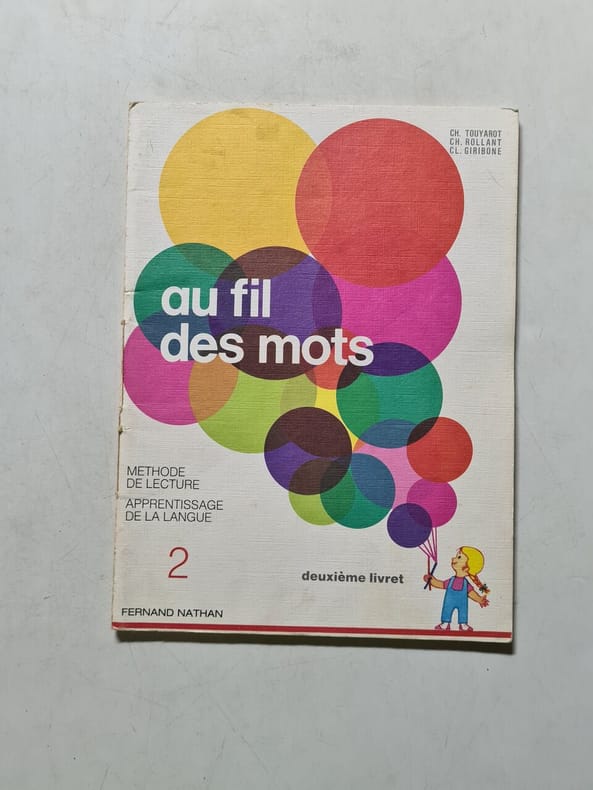 CH. TOUYAROT
CH. ROLLANT
CL. GIRIBONE
au fil
des mots
METHODE
DE LECTURE
APPRENTISSAGE
DE LA LANGUE
2
deuxième livret
FERNAND NATHAN